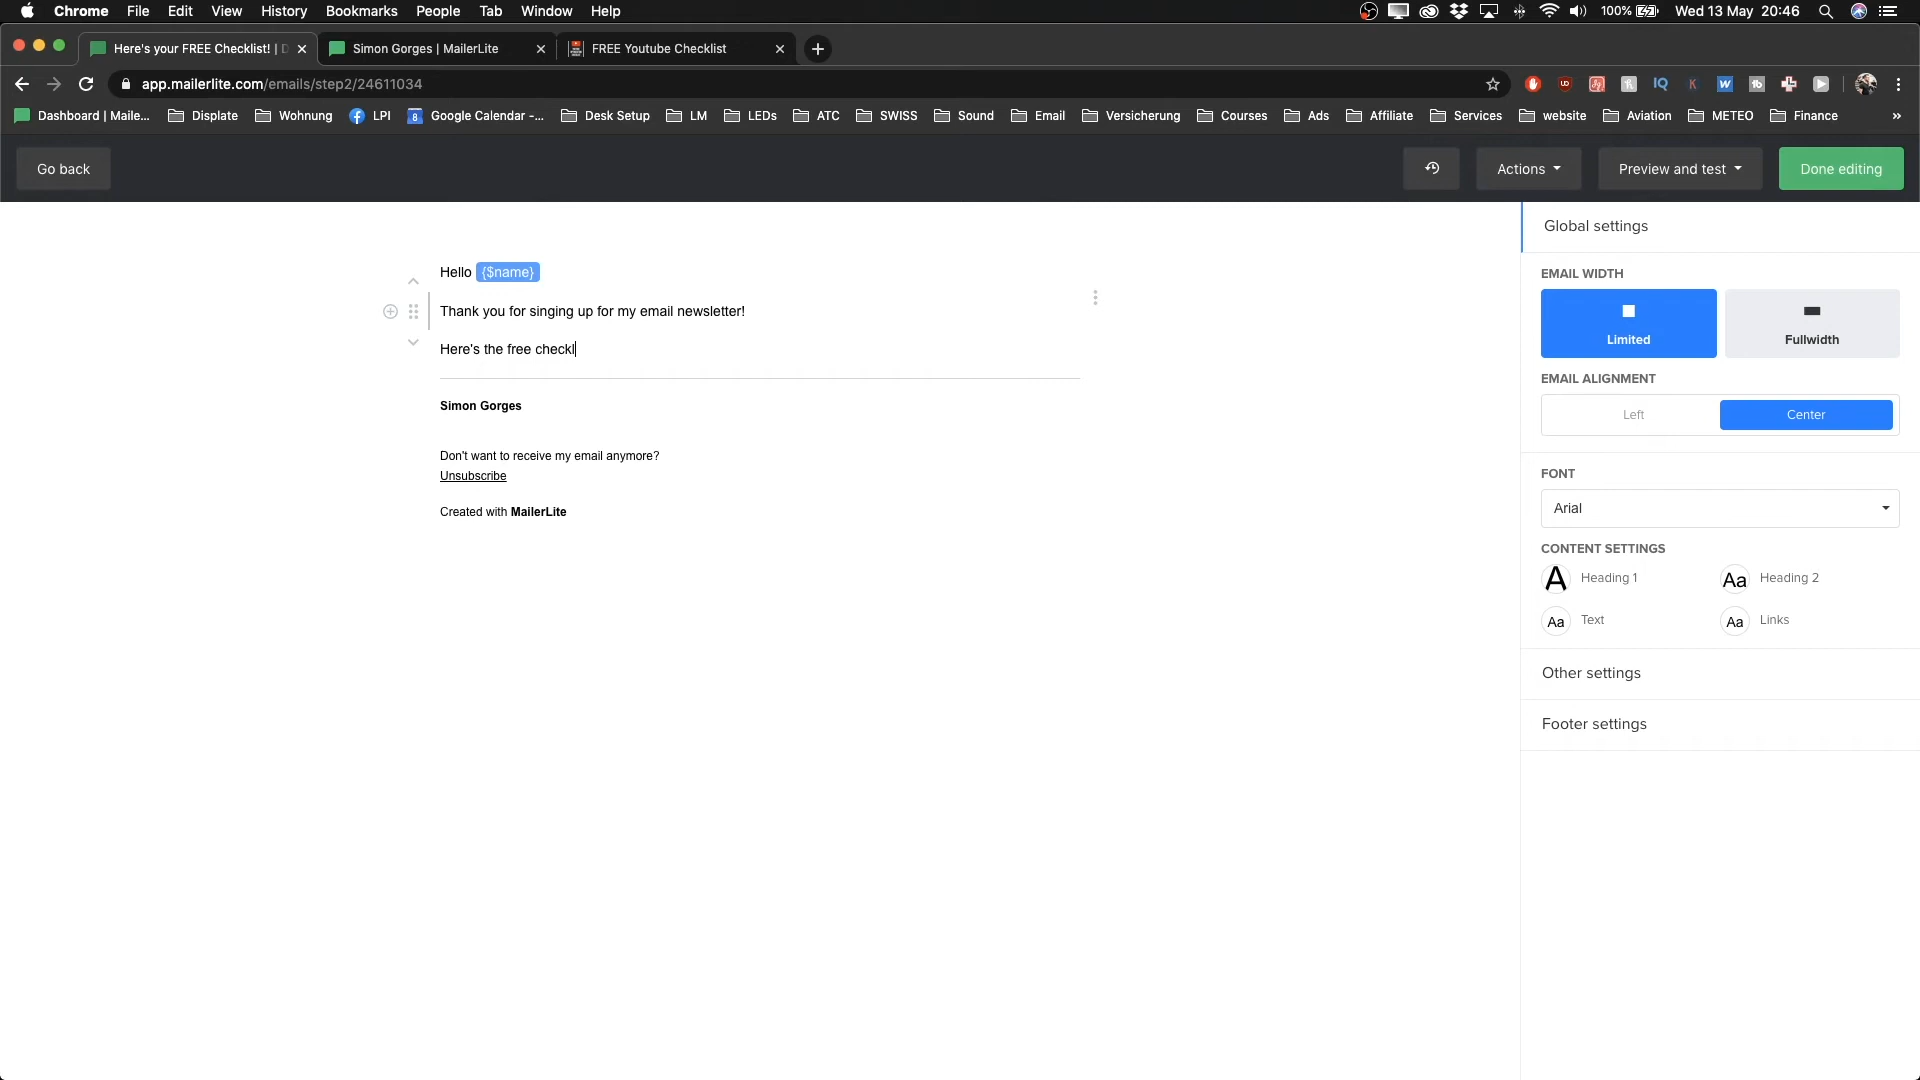 Chrome File Edit View History Bookmarks People Tab Window Help 100% Wed 13 May 20:46
Here's your FREE Checklist! | D Simon Gorges | MailerLite FREE Youtube Checklist
app.mailerlite.com/emails/step2/24611034
Dashboard | Maile... Displate Wohnung LPI Google Calendar -... Desk Setup LM LEDs ATC SWISS Sound Email Versicherung Courses Ads Affiliate Services website Aviation METEO Finance »
Go back Actions Preview and test Done editing
Global settings
Hello {$name}
Thank you for singing up for my email newsletter!
Here's the free checkl
Simon Gorges
Don't want to receive my email anymore?
Unsubscribe
Created with MailerLite
EMAIL WIDTH
Limited Fullwidth
EMAIL ALIGNMENT
Left Center
FONT
Arial
CONTENT SETTINGS
A Heading 1 Aa Heading 2
Aa Text Aa Links
Other settings
Footer settings